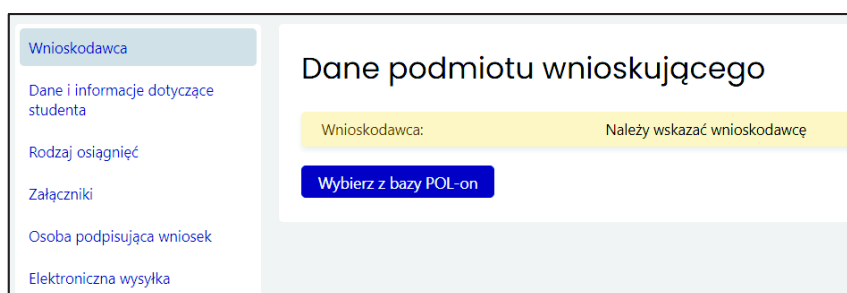 Wnioskodawca
Dane i informacje dotyczące
studenta
Rodzaj osiągnięć
Załączniki
Osoba podpisująca wniosek
Elektroniczna wysyłka
Dane podmiotu wnioskującego
Wnioskodawca: Należy wskazać wnioskodawcę
Wybierz z bazy POL-on